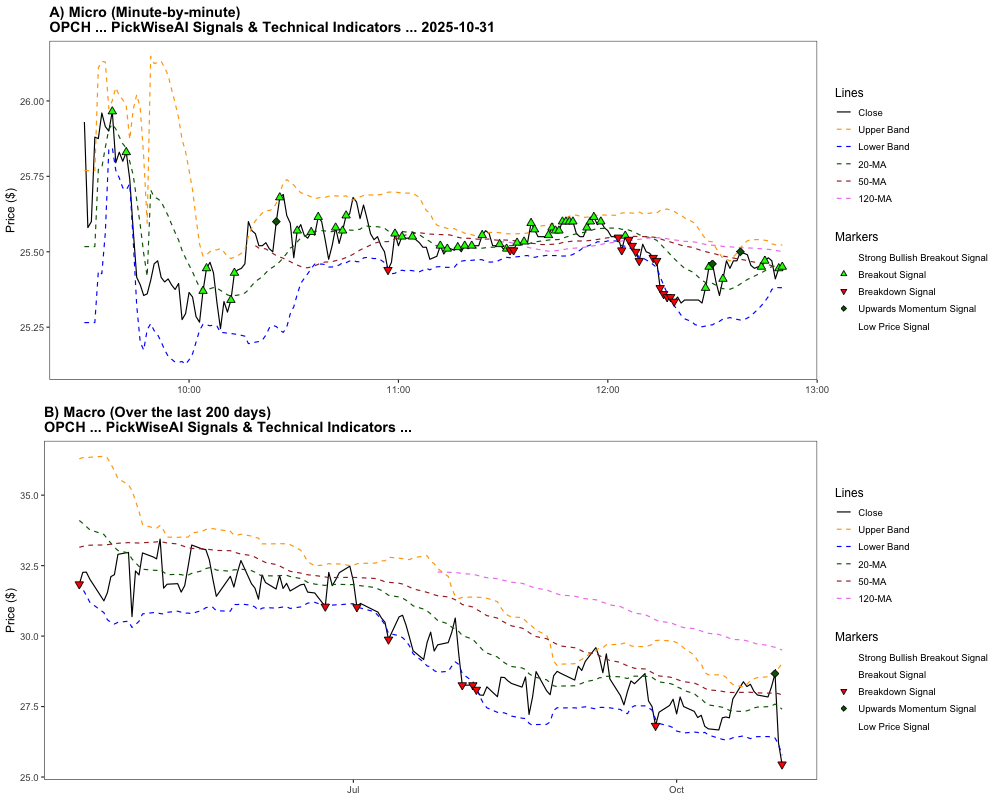 A) Micro (Minute-by-minute)
OPCH ... PickWiseAI Signals & Technical Indicators ... 2025-10-31
Price ($)
26.00
25.75
25.50
25.25
10:00
11:00
12:00
13:00
Lines
Close
Upper Band
Lower Band
20-MA
50-MA
120-MA
Markers
Strong Bullish Breakout Signal
Breakout Signal
Breakdown Signal
Upwards Momentum Signal
Low Price Signal
B) Macro (Over the last 200 days)
OPCH ... PickWiseAI Signals & Technical Indicators ...
Price ($)
35.0
32.5
30.0
27.5
25.0
Jul
Oct
Lines
Close
Upper Band
Lower Band
20-MA
50-MA
120-MA
Markers
Strong Bullish Breakout Signal
Breakout Signal
Breakdown Signal
Upwards Momentum Signal
Low Price Signal